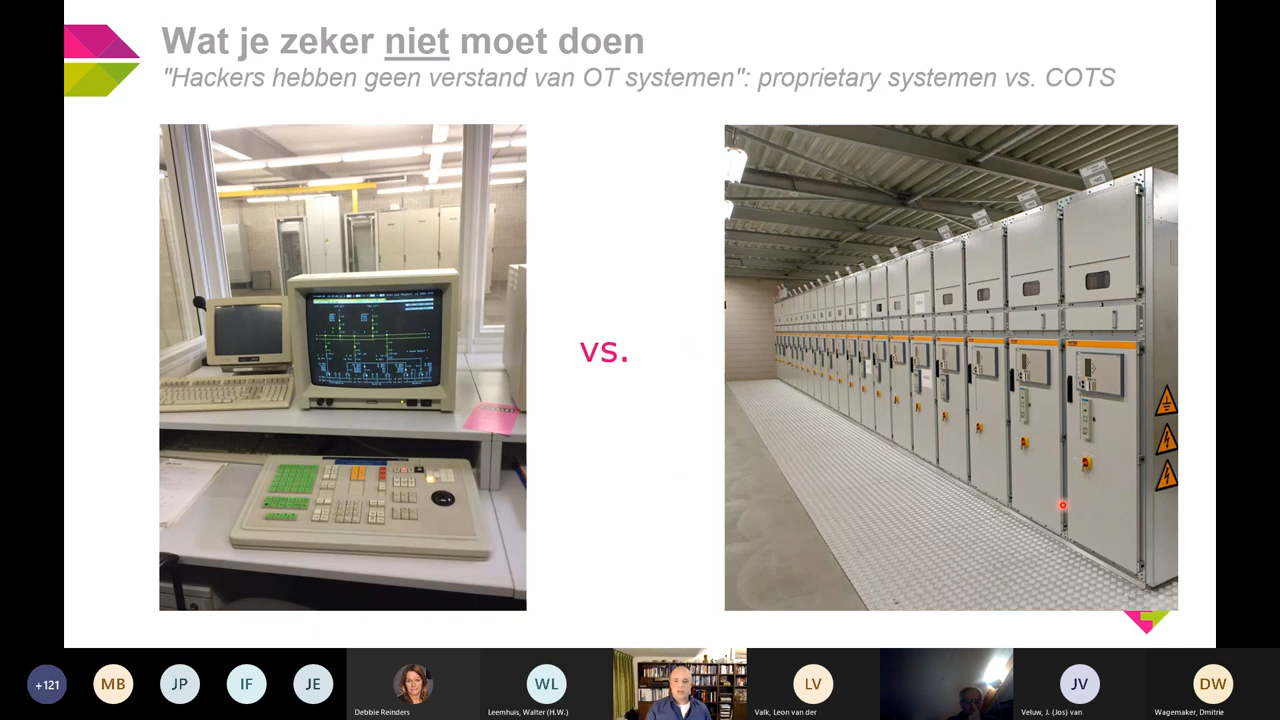 Wat je zeker niet moet doen
"Hackers hebben geen verstand van OT systemen": proprietary systemen vs. COTS
vs.
+121
MB
JP
IF
JE
Debbie Reinders
WL
Leemhuis, Walter (H.W.)
LV
Valk, Leon van der
JV
Veluw, J. (Jos) van
DW
Wagemaker, Dmitrie